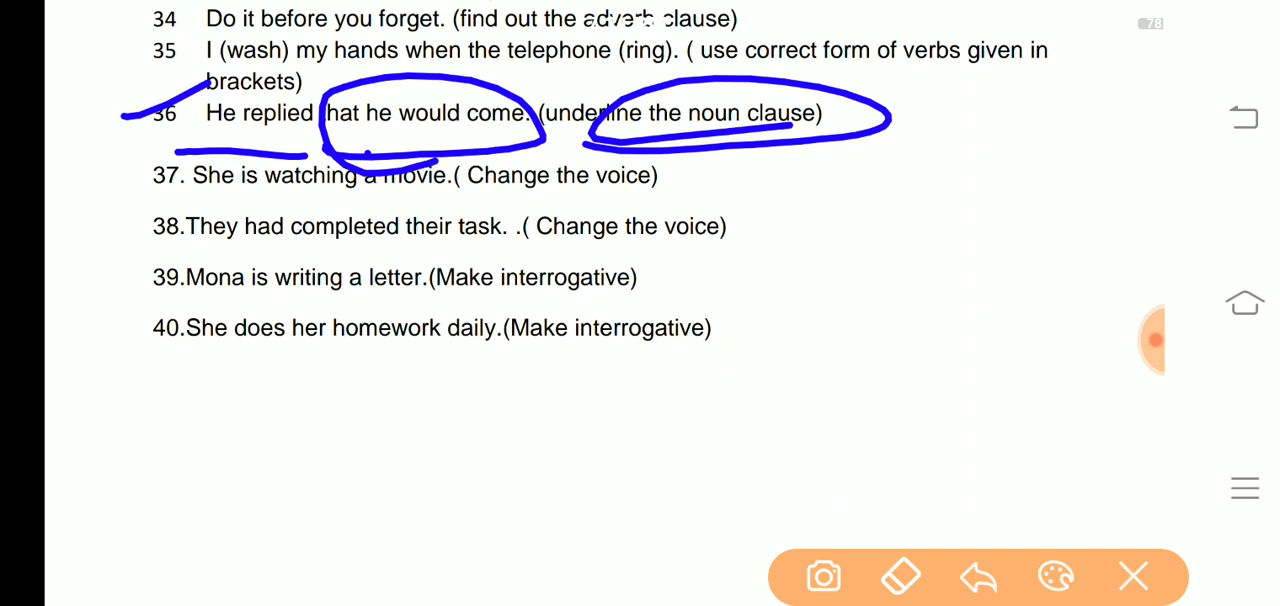 34 Do it before you forget. (find out the adverb clause)
35 I (wash) my hands when the telephone (ring). ( use correct form of verbs given in
brackets)
36 He replied that he would come. (underline the noun clause)
37. She is watching a movie.( Change the voice)
38.They had completed their task. .( Change the voice)
39.Mona is writing a letter.(Make interrogative)
40.She does her homework daily.(Make interrogative)
78